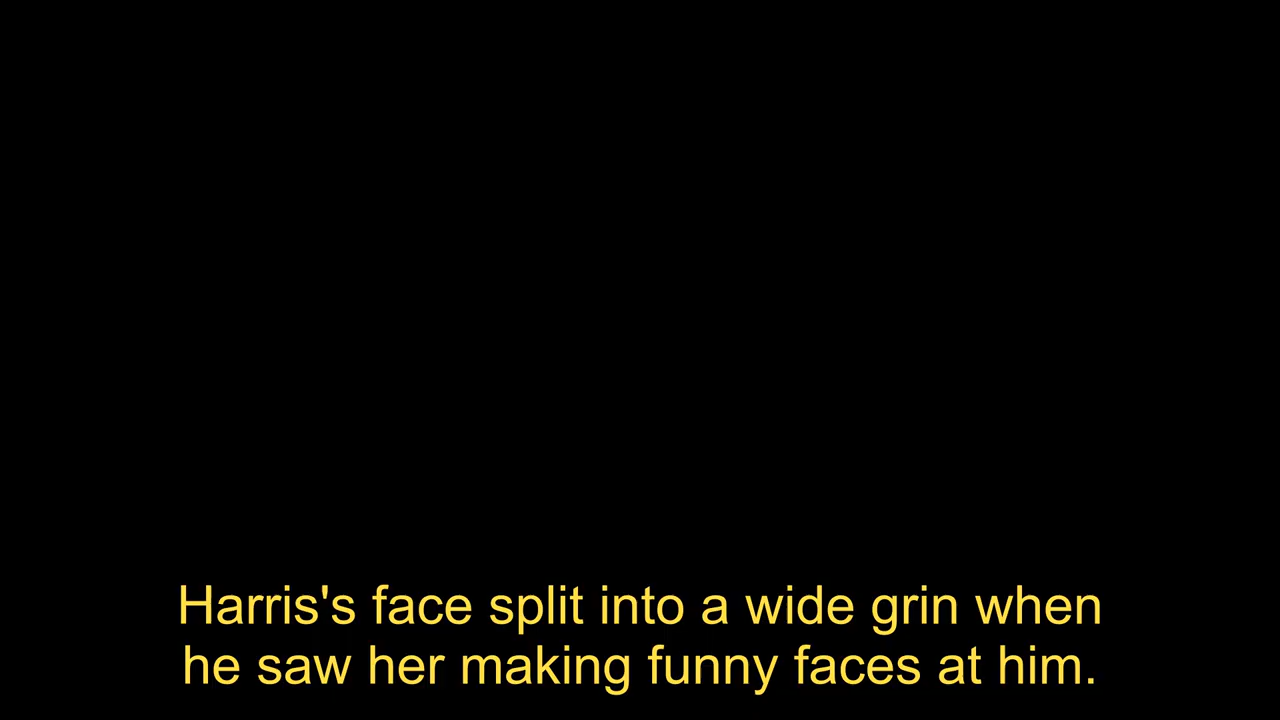 Harris's face split into a wide grin when
he saw her making funny faces at him.